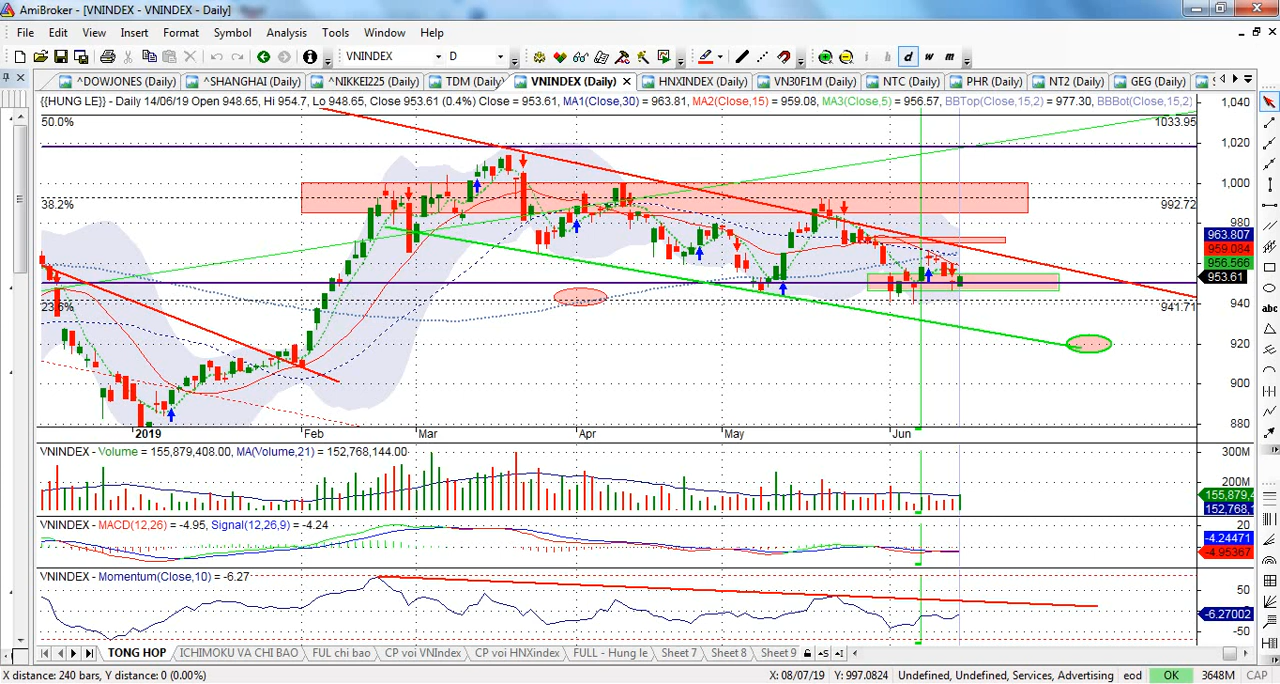 AmiBroker - [VNINDEX - VNINDEX - Daily]
File Edit View Insert Format Symbol Analysis Tools Window Help
VNINDEX D i h d w m
^DOWJONES (Daily) ^SHANGHAI (Daily) ^NIKKEI225 (Daily) TDM (Daily) VNINDEX (Daily) HNXINDEX (Daily) VN30F1M (Daily) NTC (Daily) PHR (Daily) NT2 (Daily) GEG (Daily)
{{HUNG LE}} - Daily 14/06/19 Open 948.65, Hi 954.7, Lo 948.65, Close 953.61 (0.4%) Close = 953.61, MA1(Close,30) = 963.81, MA2(Close,15) = 959.08, MA3(Close,5) = 956.57, BBTop(Close,15,2) = 977.30, BBBot(Close,15,2)
1,040
50.0% 1033.95
1,020
1,000
38.2% 992.72
980
963.807
960
959.084
956.566
953.61
abc
23.6% 941.71
940
920
900
880
2019 Feb Mar Apr May Jun
VNINDEX - Volume = 155,879,408.00, MA(Volume,21) = 152,768,144.00
300M
200M
155,879,4
152,768,1
VNINDEX - MACD(12,26) = -4.95, Signal(12,26,9) = -4.24
20
-4.24471
-4.95367
VNINDEX - Momentum(Close,10) = -6.27
50
-6.27002
-50
TONG HOP ICHIMOKU VA CHI BAO FUL chi bao CP voi VNIndex CP voi HNXindex FULL - Hung le Sheet 7 Sheet 8 Sheet 9
X distance: 240 bars, Y distance: 0 (0.00%) X: 08/07/19 Y: 997.0824 Undefined, Undefined, Services, Advertising eod OK 3648M CAP